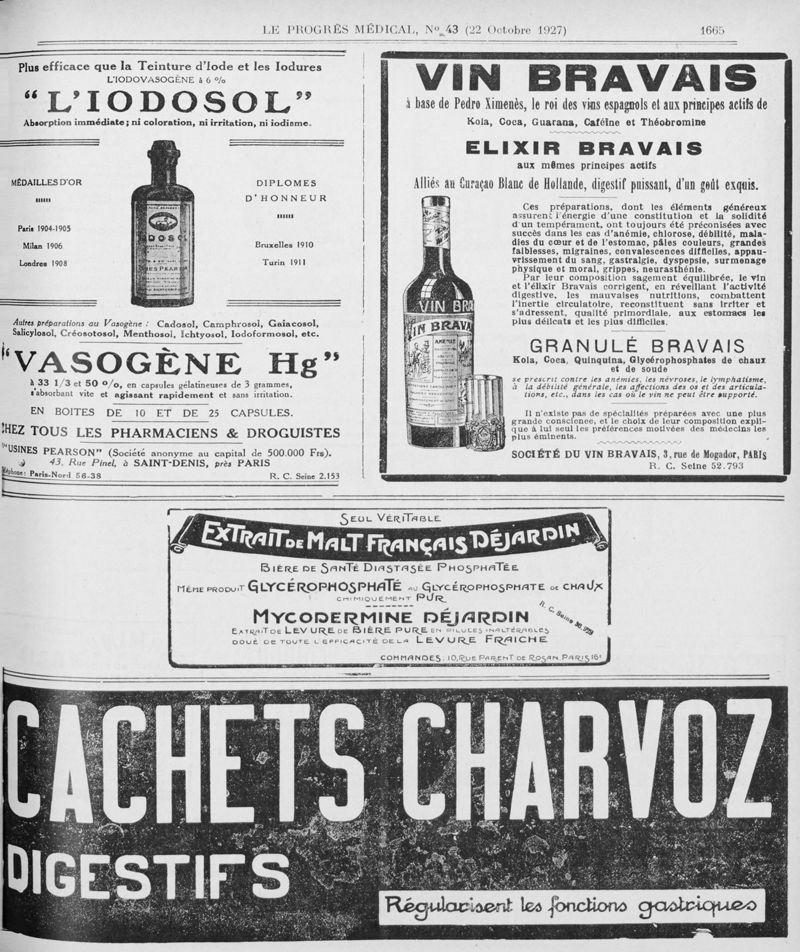 LE PROGRÈS MÉDICAL, No 43 (22 Octobre 1927) 1665
Plus efficace que la Teinture d'Iode et les Iodures
L'IODOVASOGÈNE à 6 %
"L'IODOSOL"
Absorption immédiate; ni coloration, ni irritation, ni iodisme.
MÉDAILLES D'OR
Paris 1904-1905
Milan 1906
Londres 1908
DIPLOMES
D'HONNEUR
Bruxelles 1910
Turin 1911
Autres préparations au Vasogène : Cadosol, Camphrosol, Gaïacosol,
Salicylosol, Créosotosol, Menthosol, Ichtyosol, Iodoformosol, etc.
"VASOGÈNE Hg"
à 33 1/3 et 50 o/o, en capsules gélatineuses de 3 grammes,
s'absorbant vite et agissant rapidement et sans irritation.
EN BOITES DE 10 ET DE 25 CAPSULES.
CHEZ TOUS LES PHARMACIENS & DROGUISTES
"USINES PEARSON" (Société anonyme au capital de 500.000 Frs).
43, Rue Pinel, à SAINT-DENIS, près PARIS
Téléphone: Paris-Nord 56-38 R. C. Seine 2.153
VIN BRAVAIS
à base de Pedro Ximenès, le roi des vins espagnols et aux principes actifs de
Kola, Coca, Guarana, Caféine et Théobromine
ELIXIR BRAVAIS
aux mêmes principes actifs
Alliés au Curaçao Blanc de Hollande, digestif puissant, d'un goût exquis.
Ces préparations, dont les éléments généreux
assurent l'énergie d'une constitution et la solidité
d'un tempérament, ont toujours été préconisées avec
succès dans les cas d'anémie, chlorose, débilité, mala-
dies du cœur et de l'estomac, pâles couleurs, grandes
faiblesses, migraines, convalescences difficiles, appau-
vrissement du sang, gastralgie, dyspepsie, surmenage
physique et moral, grippes, neurasthénie.
Par leur composition sagement équilibrée, le vin
et l'élixir Bravais corrigent, en réveillant l'activité
digestive, les mauvaises nutritions, combattent
l'inertie circulatoire, reconstituent sans irriter et
s'adressent, qualité primordiale, aux estomacs les
plus délicats et les plus difficiles.
VIN BRAVAIS
VIN BRAVAIS
GRANULÉ BRAVAIS
Kola, Coca, Quinquina, Glycérophosphates de chaux
et de soude
se prescrit contre les anémies, les névroses, le lymphatisme,
à la débilité générale, les affections des os et des articula-
tions, etc., dans les cas où le vin ne peut être supporté.
Il n'existe pas de spécialités préparées avec une plus
grande conscience, et le choix de leur composition expli-
que à lui seul les préférences motivées des médecins les
plus éminents.
SOCIÉTÉ DU VIN BRAVAIS, 3, rue de Mogador, PARIS
R. C. Seine 52.793
SEUL VÉRITABLE
EXTRAIT DE MALT FRANÇAIS DÉJARDIN
BIÈRE DE SANTÉ DIASTASÉE PHOSPHATÉE
MÊME PRODUIT GLYCÉROPHOSPHATÉ AU GLYCÉROPHOSPHATE DE CHAUX
CHIMIQUEMENT PUR
MYCODERMINE DÉJARDIN
EXTRAIT DE LEVURE DE BIÈRE PURE EN PILULES INALTÉRABLES
DOUÉ DE TOUTE L'EFFICACITÉ DE LA LEVURE FRAICHE
R. C. Seine
COMMANDES: 10, RUE PARENT DE ROSAN, PARIS, 16e
CACHETS CHARVOZ
DIGESTIFS
Régularisent les fonctions gastriques